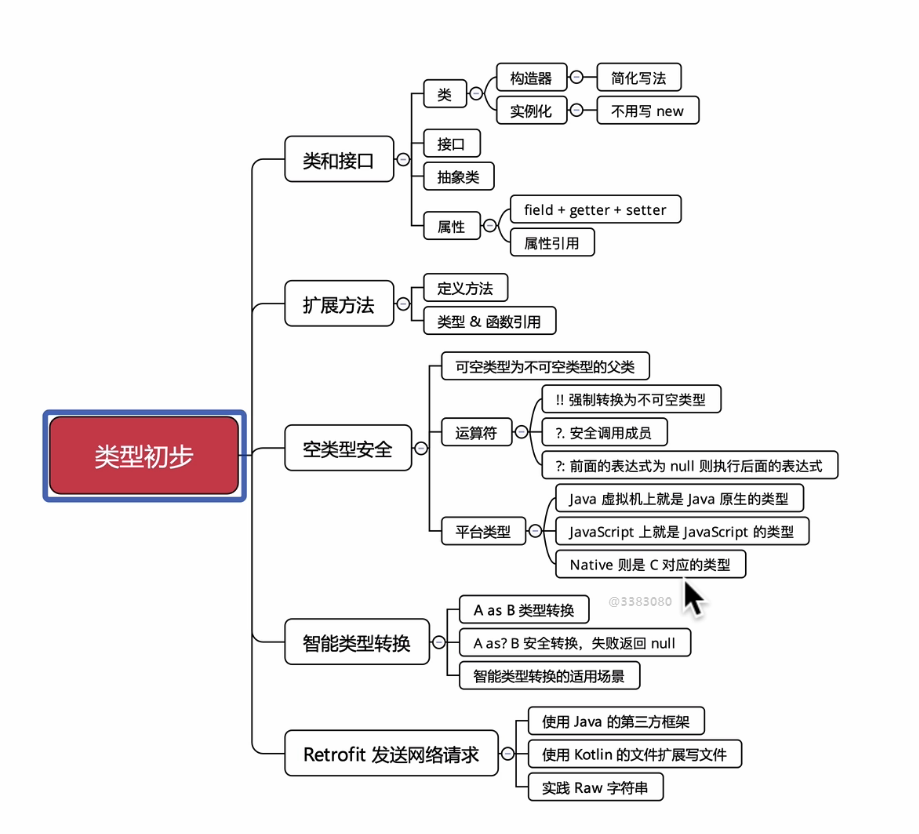 类型初步
类和接口
类
构造器
简化写法
实例化
不用写 new
接口
抽象类
属性
field + getter + setter
属性引用
扩展方法
定义方法
类型 & 函数引用
空类型安全
可空类型为不可空类型的父类
运算符
!! 强制转换为不可空类型
?. 安全调用成员
?: 前面的表达式为 null 则执行后面的表达式
平台类型
Java 虚拟机上就是 Java 原生的类型
JavaScript 上就是 JavaScript 的类型
Native 则是 C 对应的类型
@3383080
智能类型转换
A as B 类型转换
A as? B 安全转换，失败返回 null
智能类型转换的适用场景
Retrofit 发送网络请求
使用 Java 的第三方框架
使用 Kotlin 的文件扩展写文件
实践 Raw 字符串